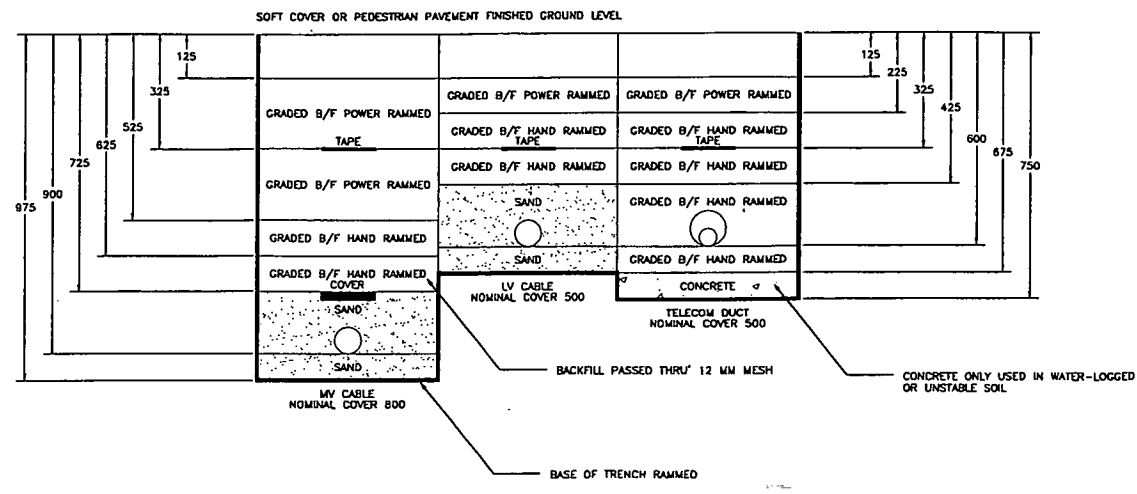 SOFT COVER OR PEDESTRIAN PAVEMENT FINISHED GROUND LEVEL
125
325
525
625
725
900
975
125
225
325
425
600
675
750
GRADED B/F POWER RAMMED
TAPE
GRADED B/F POWER RAMMED
GRADED B/F HAND RAMMED
GRADED B/F HAND RAMMED
COVER
SAND
SAND
MV CABLE
NOMINAL COVER 800
GRADED B/F POWER RAMMED
GRADED B/F HAND RAMMED
TAPE
GRADED B/F HAND RAMMED
SAND
SAND
LV CABLE
NOMINAL COVER 500
GRADED B/F POWER RAMMED
GRADED B/F HAND RAMMED
TAPE
GRADED B/F HAND RAMMED
GRADED B/F HAND RAMMED
GRADED B/F HAND RAMMED
CONCRETE
TELECOM DUCT
NOMINAL COVER 500
BACKFILL PASSED THRU' 12 MM MESH
CONCRETE ONLY USED IN WATER-LOGGED
OR UNSTABLE SOIL
BASE OF TRENCH RAMMED